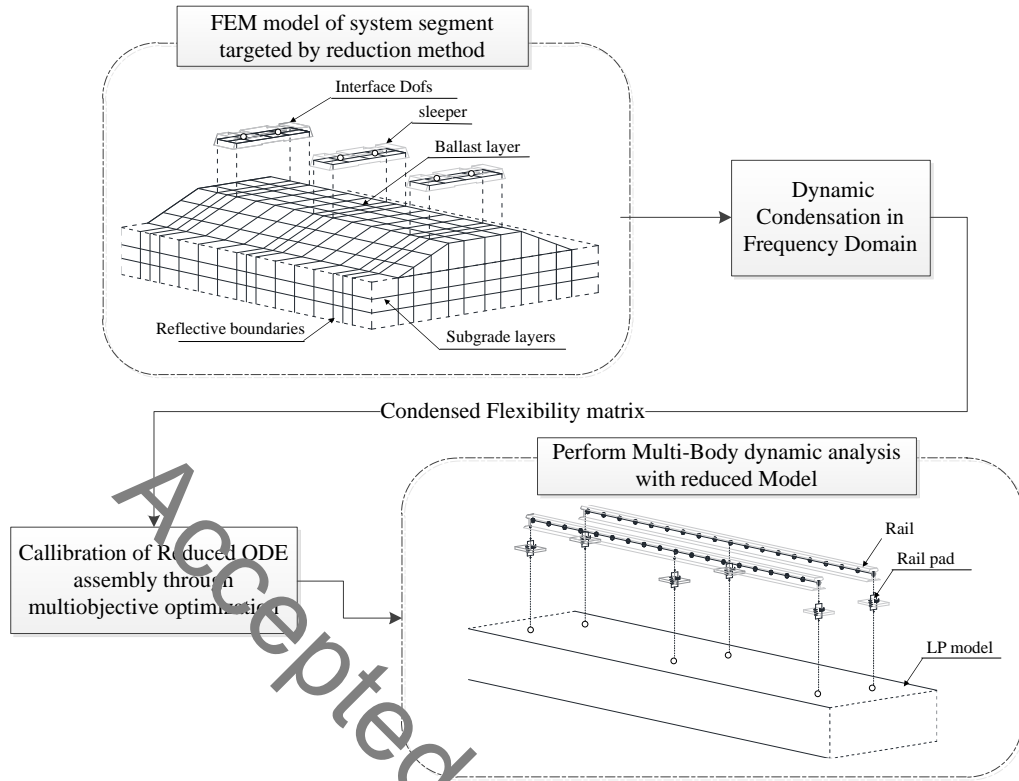 FEM model of system segment
targeted by reduction method
Interface Dofs
sleeper
Ballast layer
Reflective boundaries
Subgrade layers
Dynamic
Condensation in
Frequency Domain
Condensed Flexibility matrix
Callibration of Reduced ODE
assembly through
multiobjective optimization
Perform Multi-Body dynamic analysis
with reduced Model
Rail
Rail pad
LP model
Accepted